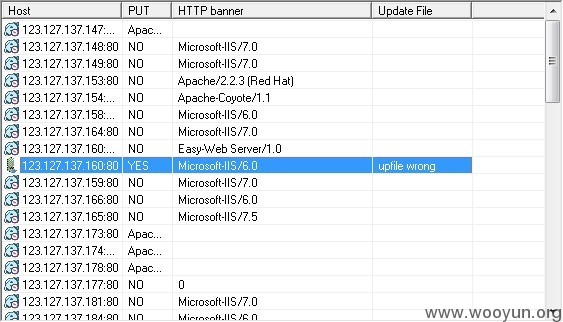 Host PUT HTTP banner Update File
123.127.137.147:... Apac...
123.127.137.148:80 NO Microsoft-IIS/7.0
123.127.137.149:80 NO Microsoft-IIS/7.0
123.127.137.153:80 NO Apache/2.2.3 (Red Hat)
123.127.137.154:... NO Apache-Coyote/1.1
123.127.137.158:... NO Microsoft-IIS/6.0
123.127.137.164:80 NO Microsoft-IIS/7.0
123.127.137.160:... NO Easy-Web Server/1.0
123.127.137.160:80 YES Microsoft-IIS/6.0 upfile wrong
123.127.137.159:80 NO Microsoft-IIS/7.0
123.127.137.166:80 NO Microsoft-IIS/6.0
123.127.137.165:80 NO Microsoft-IIS/7.5
123.127.137.173:80 Apac...
123.127.137.174:... Apac...
123.127.137.178:80 Apac...
123.127.137.177:80 NO 0
123.127.137.181:80 NO Microsoft-IIS/7.0
123.127.137.184:80 NO Microsoft-IIS/6.0
www.wooyun.org